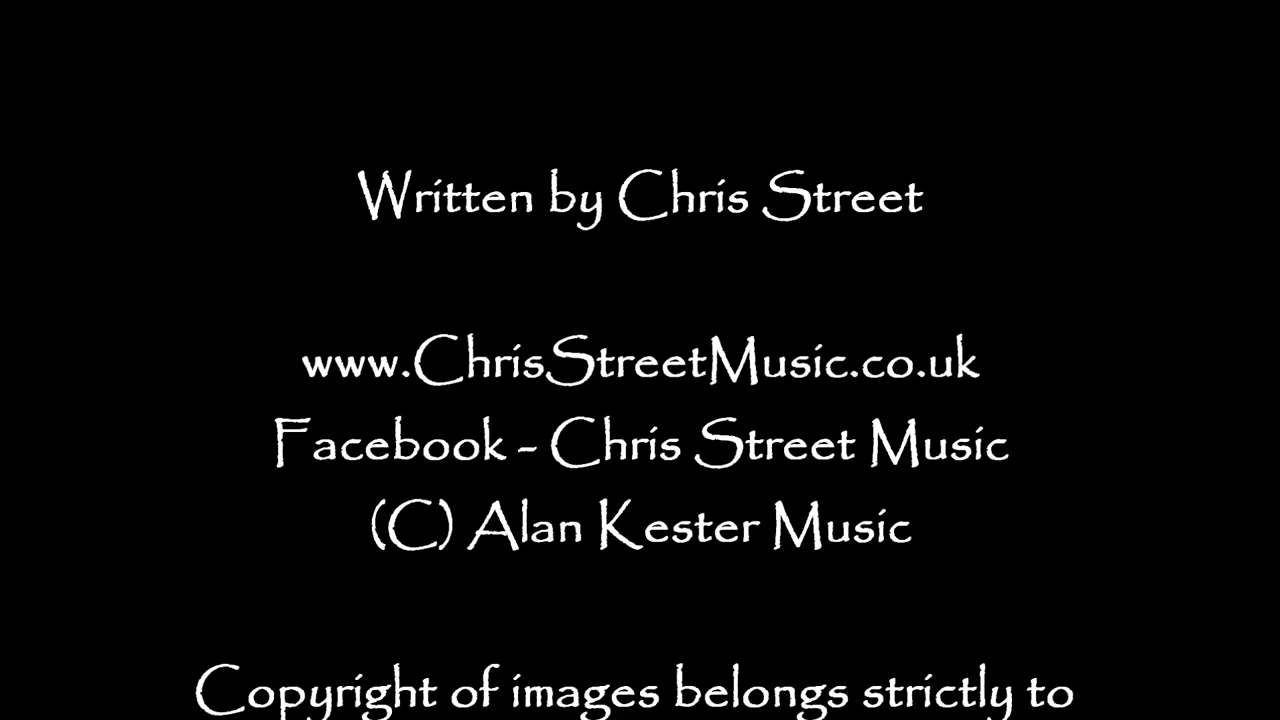 Written by Chris Street
www.ChrisStreetMusic.co.uk
Facebook - Chris Street Music
(C) Alan Kester Music
Copyright of images belongs strictly to